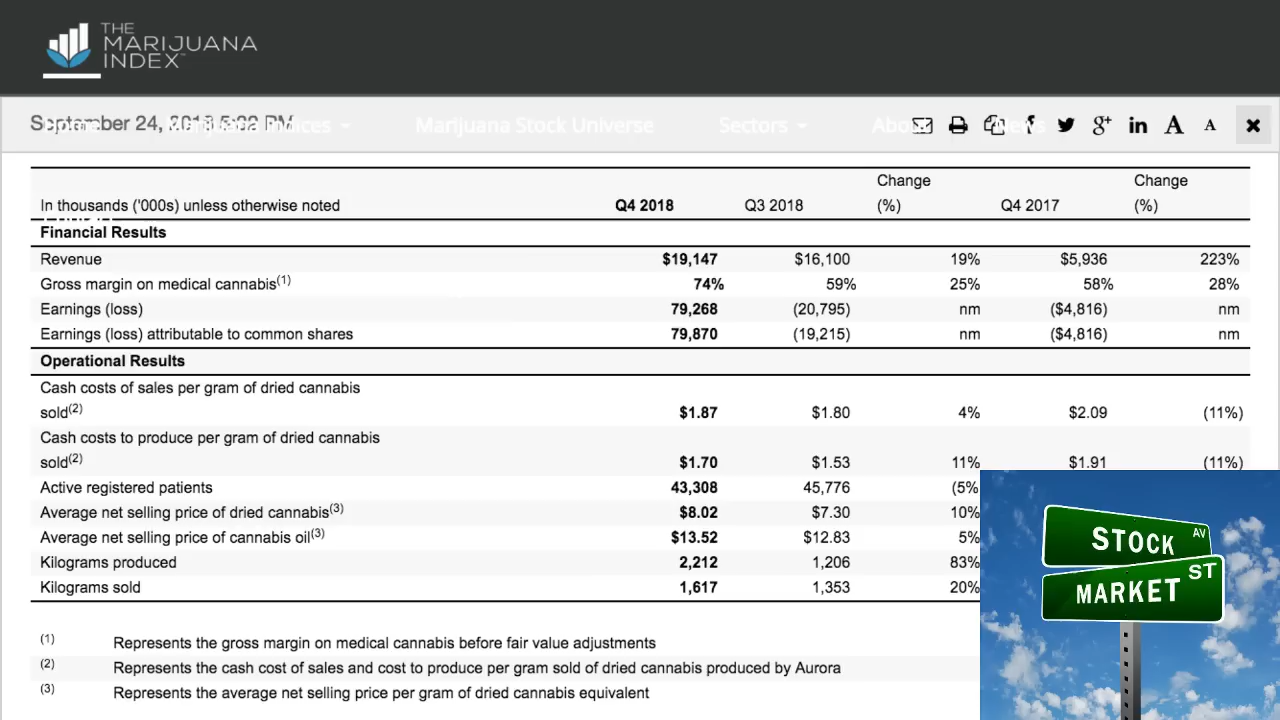 THE
MARIJUANA
INDEX™
September 24, 2018 5:00 PM
Marijuana Stock Universe
Sectors
In thousands ('000s) unless otherwise noted Q4 2018 Q3 2018 Change (%) Q4 2017 Change (%)
Financial Results
Revenue $19,147 $16,100 19% $5,936 223%
Gross margin on medical cannabis(1) 74% 59% 25% 58% 28%
Earnings (loss) 79,268 (20,795) nm ($4,816) nm
Earnings (loss) attributable to common shares 79,870 (19,215) nm ($4,816) nm
Operational Results
Cash costs of sales per gram of dried cannabis
sold(2) $1.87 $1.80 4% $2.09 (11%)
Cash costs to produce per gram of dried cannabis
sold(2) $1.70 $1.53 11% $1.91 (11%)
Active registered patients 43,308 45,776 (5%
Average net selling price of dried cannabis(3) $8.02 $7.30 10%
Average net selling price of cannabis oil(3) $13.52 $12.83 5%
Kilograms produced 2,212 1,206 83%
Kilograms sold 1,617 1,353 20%
STOCK AV
MARKET ST
(1) Represents the gross margin on medical cannabis before fair value adjustments
(2) Represents the cash cost of sales and cost to produce per gram sold of dried cannabis produced by Aurora
(3) Represents the average net selling price per gram of dried cannabis equivalent